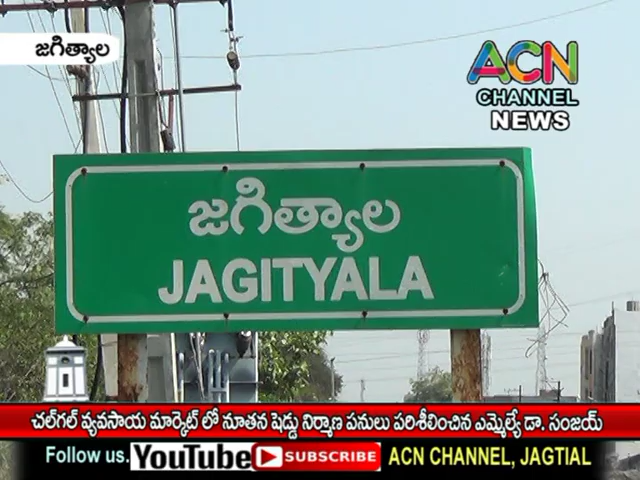 జగిత్యాల
ACN
CHANNEL
NEWS
జగిత్యాల
JAGITYALA
చల్‌గల్ వ్యవసాయ మార్కెట్ లో నూతన షెడ్డు నిర్మాణ పనులు పరిశీలించిన ఎమ్మెల్యే డా. సంజయ్
Follow us. YouTube SUBSCRIBE ACN CHANNEL, JAGTIAL